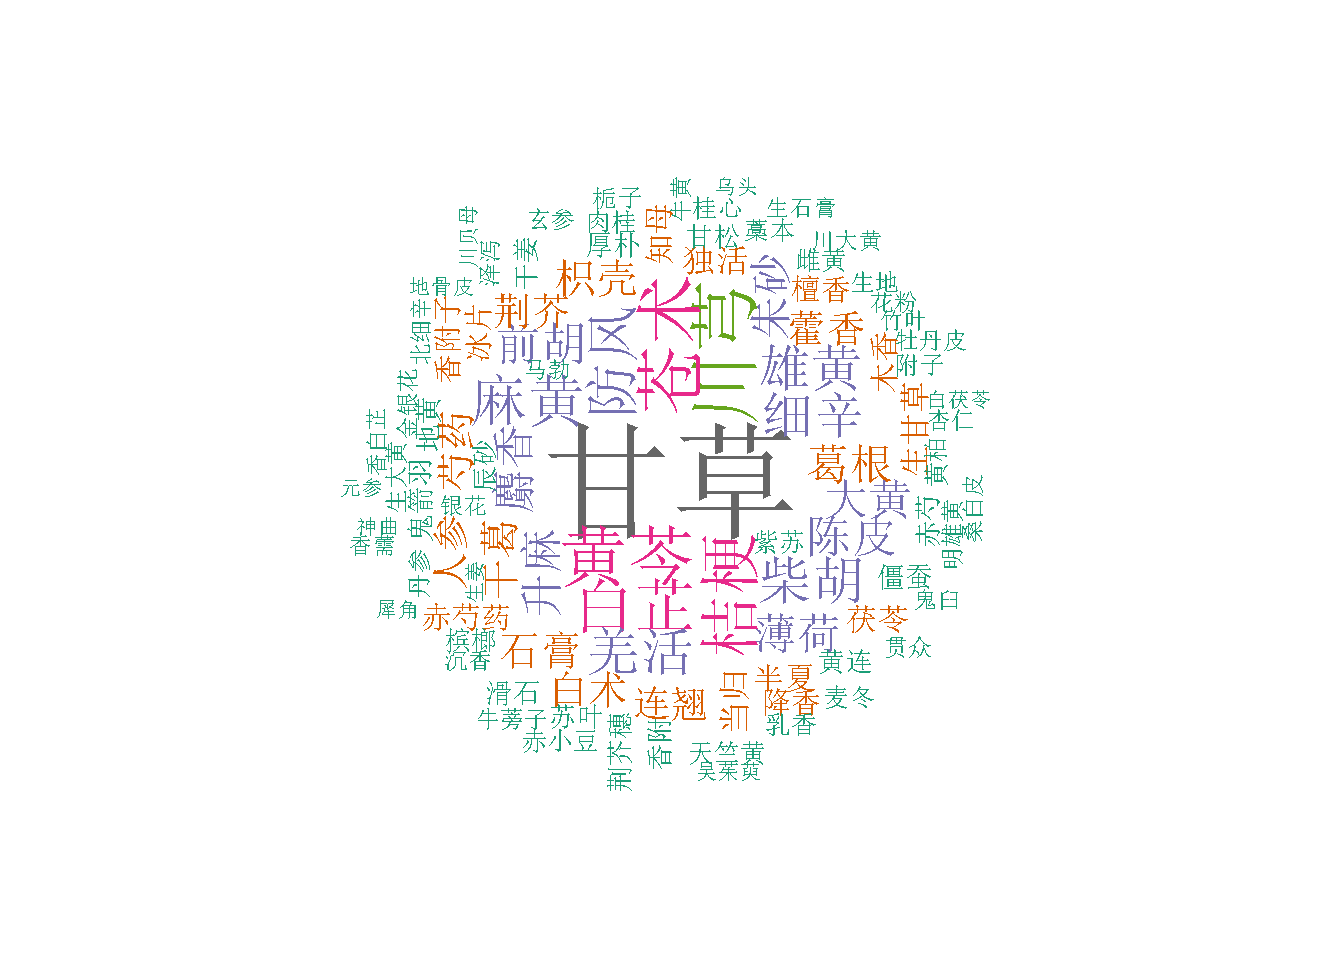 甘草
川芎
苍术
黄芩
白芷
桔梗
麻黄
防风
前胡
雄黄
细辛
朱砂
麝香
升麻
羌活
柴胡
陈皮
大黄
薄荷
枳壳
荆芥
独活
知母
檀香
藿香
木香
生甘草
葛根
茯苓
半夏
降香
当归
连翘
白术
石膏
赤芍药
干葛
人参
芍药
香附子
冰片
栀子
肉桂
厚朴
玄参
川贝母
泽泻
干姜
地骨皮
北细辛
马勃
牛黄
乌头
桂心
甘松
藁本
生石膏
川大黄
雌黄
生地
花粉
竹叶
牡丹皮
附子
白茯苓
杏仁
黄柏
赤芍
明雄黄
桑白皮
紫苏
僵蚕
鬼臼
贯众
黄连
麦冬
乳香
天竺黄
吴茱萸
香附
荆芥穗
赤小豆
苏叶
牛蒡子
滑石
沉香
槟榔
犀角
生姜
丹参
鬼箭羽
香薷
神曲
元参
银花
辰砂
生大黄
地黄
金银花
香白芷